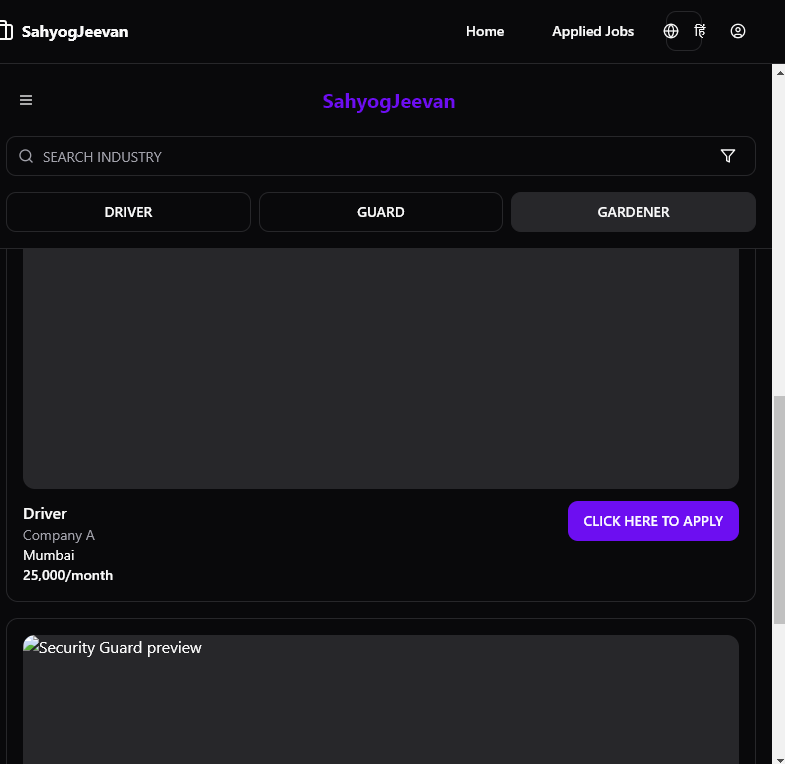 SahyogJeevan
Home
Applied Jobs
हिं
SahyogJeevan
SEARCH INDUSTRY
DRIVER
GUARD
GARDENER
Driver
CLICK HERE TO APPLY
Company A
Mumbai
25,000/month
Security Guard preview